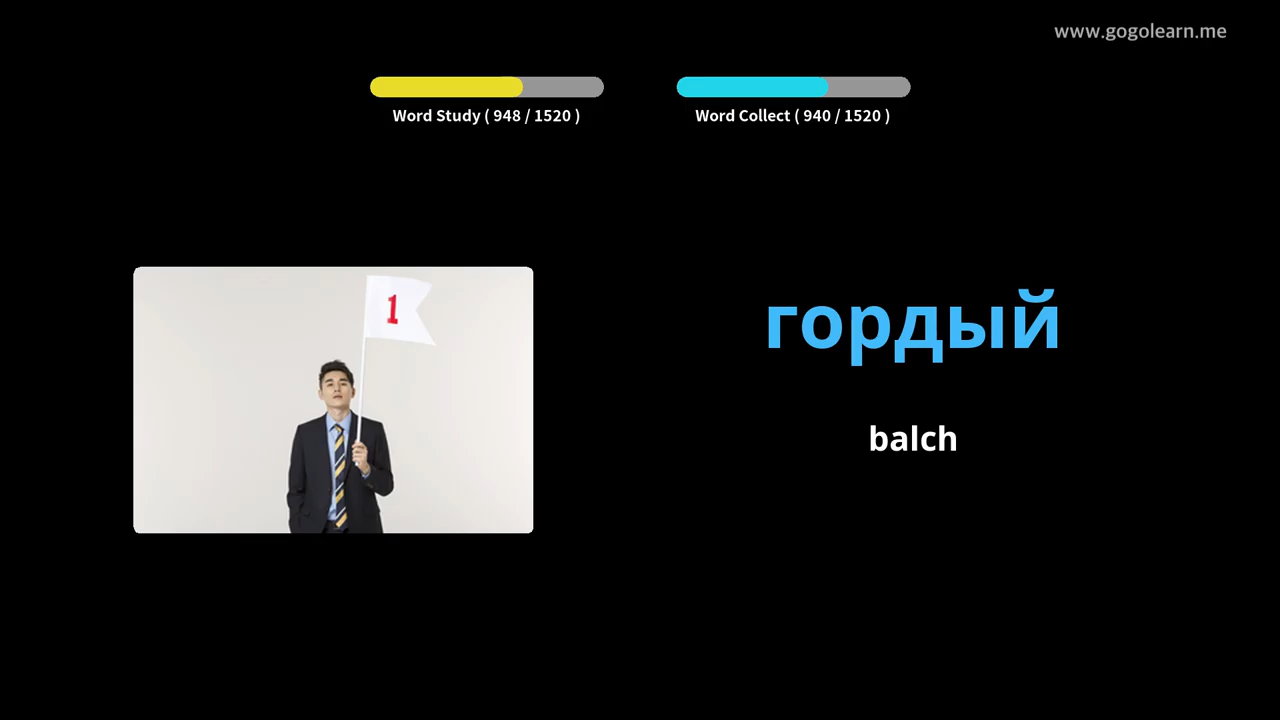 www.gogolearn.me
Word Study ( 948 / 1520 )
Word Collect ( 940 / 1520 )
1
гордый
balch